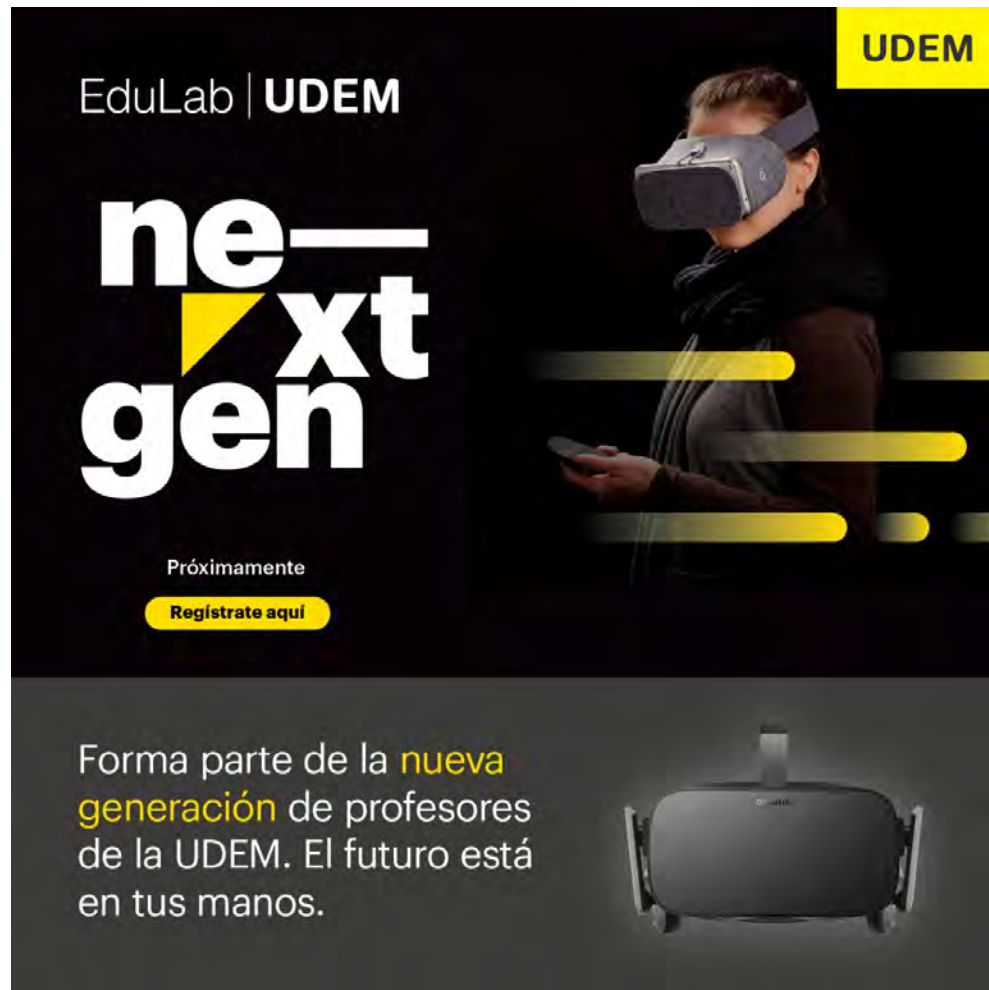 UDEM
EduLab | UDEM
ne
xt
gen
Próximamente
Regístrate aquí
Forma parte de la nueva
generación de profesores
de la UDEM. El futuro está
en tus manos.